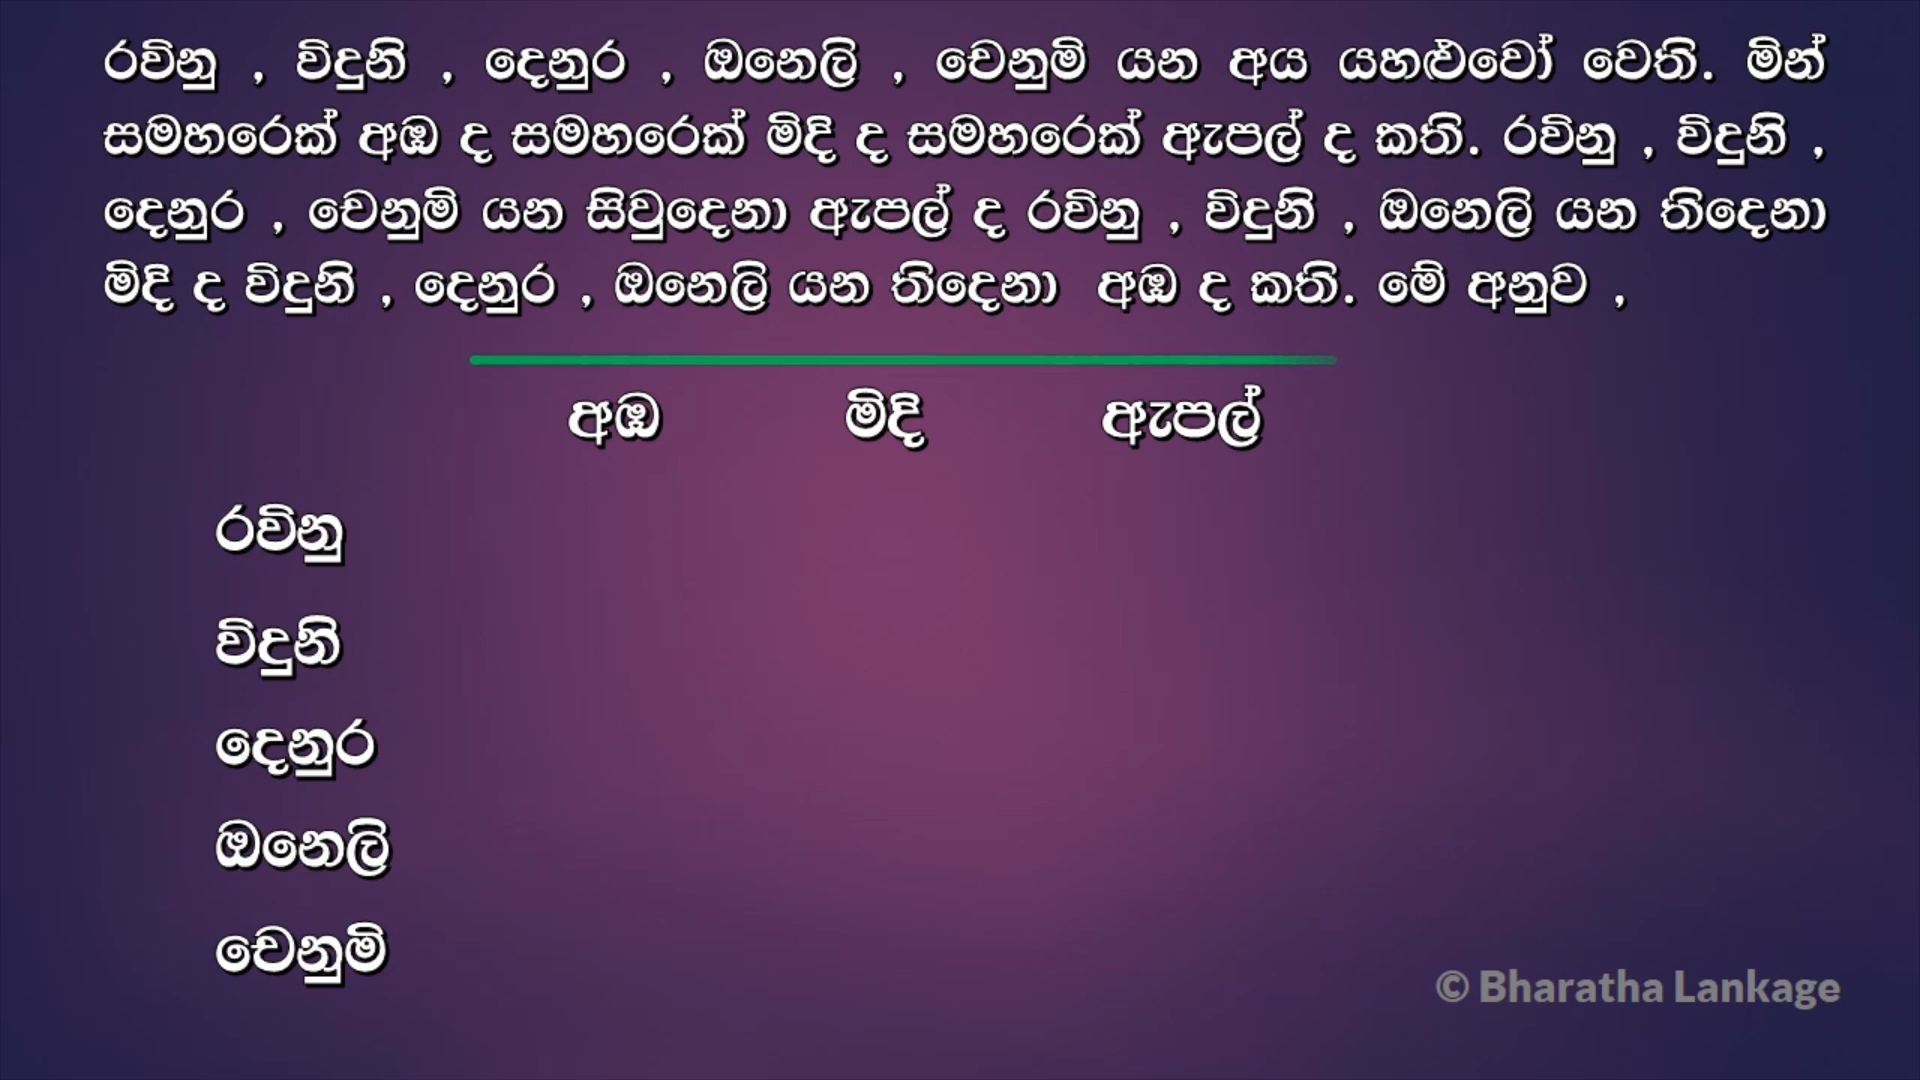 රවිනු , විදුනි , දෙනුර , ඔනෙලි , චෙනුමි යන අය යහළුවෝ වෙති. මින්
සමහරෙක් අඹ ද සමහරෙක් මිදි ද සමහරෙක් ඇපල් ද කති. රවිනු , විදුනි ,
දෙනුර , චෙනුමි යන සිවුදෙනා ඇපල් ද රවිනු , විදුනි , ඔනෙලි යන තිදෙනා
මිදි ද විදුනි , දෙනුර , ඔනෙලි යන තිදෙනා අඹ ද කති. මේ අනුව ,
අඹ මිදි ඇපල්
රවිනු
විදුනි
දෙනුර
ඔනෙලි
චෙනුමි
© Bharatha Lankage